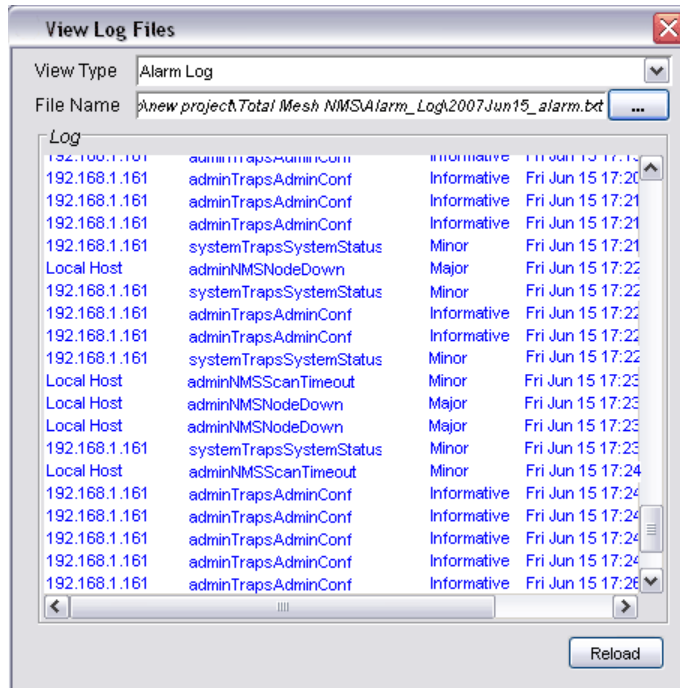 View Log Files
View Type Alarm Log
File Name \new project\Total Mesh NMS\Alarm_Log\2007Jun15_alarm.txt ...
Log
192.168.1.161 adminTrapsAdminConf Informative Fri Jun 15 17:
192.168.1.161 adminTrapsAdminConf Informative Fri Jun 15 17:20
192.168.1.161 adminTrapsAdminConf Informative Fri Jun 15 17:21
192.168.1.161 adminTrapsAdminConf Informative Fri Jun 15 17:21
192.168.1.161 systemTrapsSystemStatus Minor Fri Jun 15 17:21
Local Host adminNMSNodeDown Major Fri Jun 15 17:22
192.168.1.161 systemTrapsSystemStatus Minor Fri Jun 15 17:22
192.168.1.161 adminTrapsAdminConf Informative Fri Jun 15 17:22
192.168.1.161 adminTrapsAdminConf Informative Fri Jun 15 17:22
192.168.1.161 systemTrapsSystemStatus Minor Fri Jun 15 17:22
Local Host adminNMSScanTimeout Minor Fri Jun 15 17:23
Local Host adminNMSNodeDown Major Fri Jun 15 17:23
Local Host adminNMSNodeDown Major Fri Jun 15 17:23
192.168.1.161 systemTrapsSystemStatus Minor Fri Jun 15 17:23
Local Host adminNMSScanTimeout Minor Fri Jun 15 17:24
192.168.1.161 adminTrapsAdminConf Informative Fri Jun 15 17:24
192.168.1.161 adminTrapsAdminConf Informative Fri Jun 15 17:24
192.168.1.161 adminTrapsAdminConf Informative Fri Jun 15 17:24
192.168.1.161 adminTrapsAdminConf Informative Fri Jun 15 17:24
192.168.1.161 adminTrapsAdminConf Informative Fri Jun 15 17:26
Reload